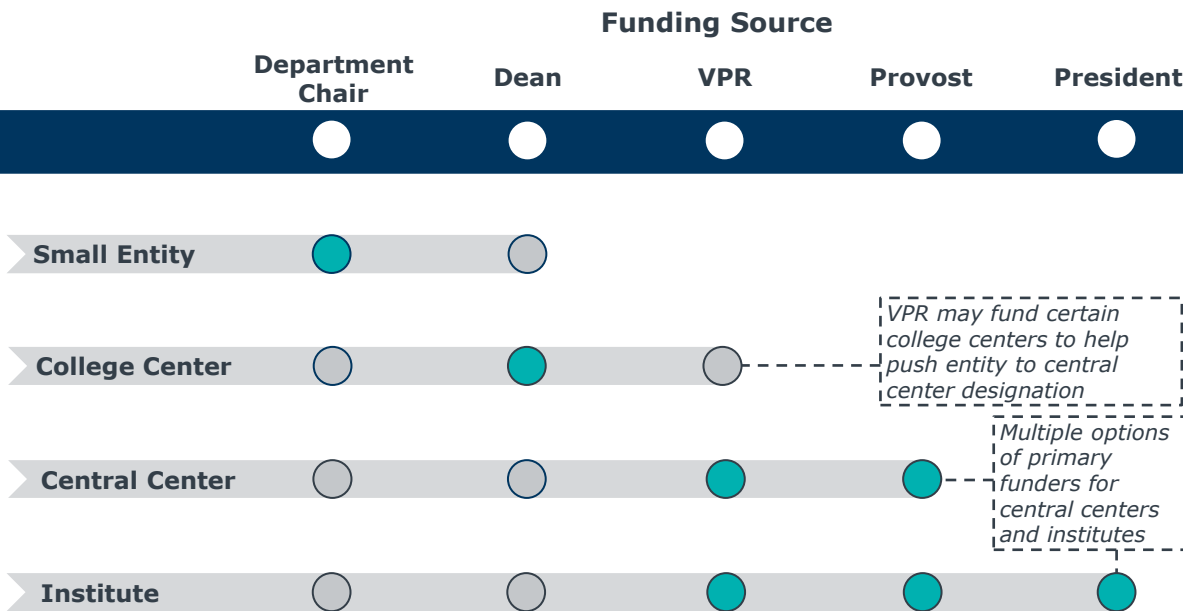 Funding Source
Department
Chair
Dean
VPR
Provost
President
Small Entity
College Center
VPR may fund certain
college centers to help
push entity to central
center designation
Central Center
Multiple options
of primary
funders for
central centers
and institutes
Institute